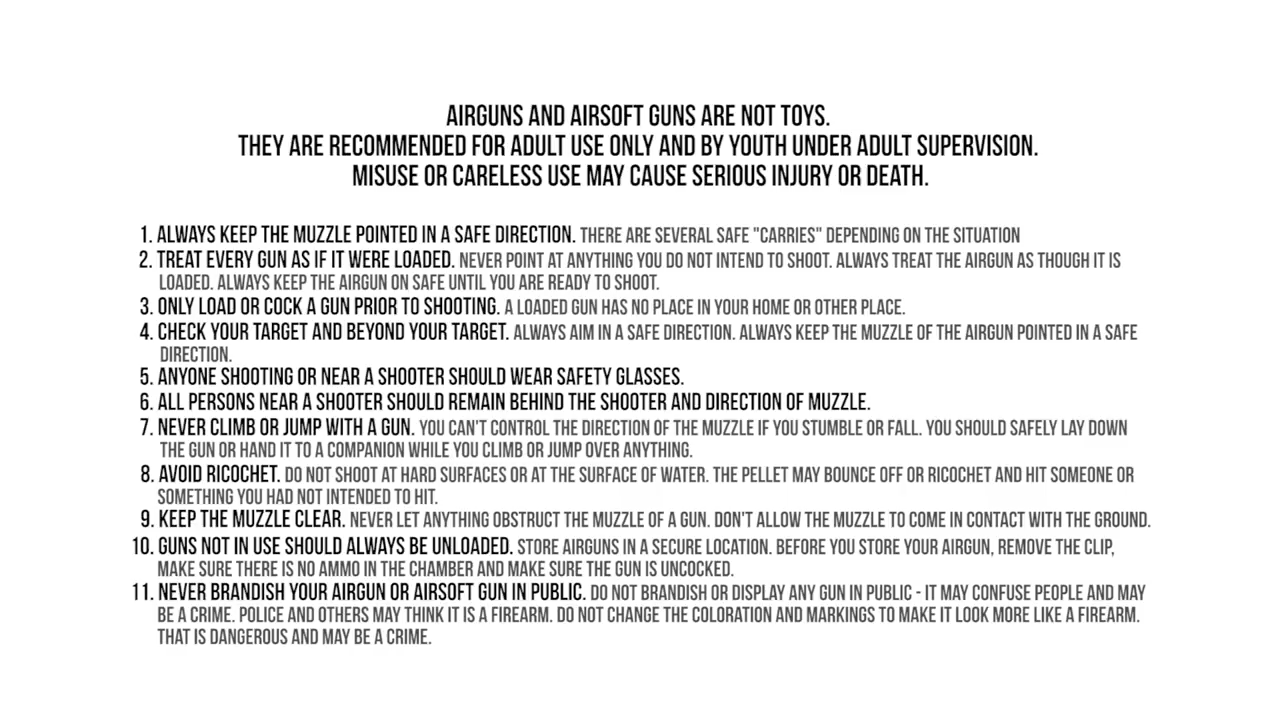 AIRGUNS AND AIRSOFT GUNS ARE NOT TOYS.
THEY ARE RECOMMENDED FOR ADULT USE ONLY AND BY YOUTH UNDER ADULT SUPERVISION.
MISUSE OR CARELESS USE MAY CAUSE SERIOUS INJURY OR DEATH.
1. ALWAYS KEEP THE MUZZLE POINTED IN A SAFE DIRECTION. THERE ARE SEVERAL SAFE "CARRIES" DEPENDING ON THE SITUATION
2. TREAT EVERY GUN AS IF IT WERE LOADED. NEVER POINT AT ANYTHING YOU DO NOT INTEND TO SHOOT. ALWAYS TREAT THE AIRGUN AS THOUGH IT IS
LOADED. ALWAYS KEEP THE AIRGUN ON SAFE UNTIL YOU ARE READY TO SHOOT.
3. ONLY LOAD OR COCK A GUN PRIOR TO SHOOTING. A LOADED GUN HAS NO PLACE IN YOUR HOME OR OTHER PLACE.
4. CHECK YOUR TARGET AND BEYOND YOUR TARGET. ALWAYS AIM IN A SAFE DIRECTION. ALWAYS KEEP THE MUZZLE OF THE AIRGUN POINTED IN A SAFE
DIRECTION.
5. ANYONE SHOOTING OR NEAR A SHOOTER SHOULD WEAR SAFETY GLASSES.
6. ALL PERSONS NEAR A SHOOTER SHOULD REMAIN BEHIND THE SHOOTER AND DIRECTION OF MUZZLE.
7. NEVER CLIMB OR JUMP WITH A GUN. YOU CAN'T CONTROL THE DIRECTION OF THE MUZZLE IF YOU STUMBLE OR FALL. YOU SHOULD SAFELY LAY DOWN
THE GUN OR HAND IT TO A COMPANION WHILE YOU CLIMB OR JUMP OVER ANYTHING.
8. AVOID RICOCHET. DO NOT SHOOT AT HARD SURFACES OR AT THE SURFACE OF WATER. THE PELLET MAY BOUNCE OFF OR RICOCHET AND HIT SOMEONE OR
SOMETHING YOU HAD NOT INTENDED TO HIT.
9. KEEP THE MUZZLE CLEAR. NEVER LET ANYTHING OBSTRUCT THE MUZZLE OF A GUN. DON'T ALLOW THE MUZZLE TO COME IN CONTACT WITH THE GROUND.
10. GUNS NOT IN USE SHOULD ALWAYS BE UNLOADED. STORE AIRGUNS IN A SECURE LOCATION. BEFORE YOU STORE YOUR AIRGUN, REMOVE THE CLIP,
MAKE SURE THERE IS NO AMMO IN THE CHAMBER AND MAKE SURE THE GUN IS UNCOCKED.
11. NEVER BRANDISH YOUR AIRGUN OR AIRSOFT GUN IN PUBLIC. DO NOT BRANDISH OR DISPLAY ANY GUN IN PUBLIC - IT MAY CONFUSE PEOPLE AND MAY
BE A CRIME. POLICE AND OTHERS MAY THINK IT IS A FIREARM. DO NOT CHANGE THE COLORATION AND MARKINGS TO MAKE IT LOOK MORE LIKE A FIREARM.
THAT IS DANGEROUS AND MAY BE A CRIME.